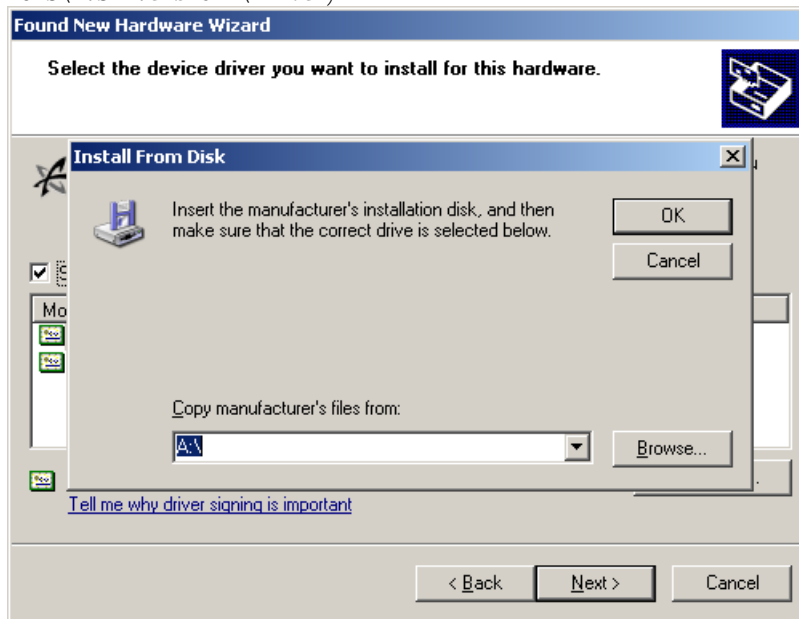 Found New Hardware Wizard
Select the device driver you want to install for this hardware.
Install From Disk
Insert the manufacturer's installation disk, and then
make sure that the correct drive is selected below.
OK
Cancel
Mo
Copy manufacturer's files from:
A:\
Browse...
Tell me why driver signing is important
< Back
Next >
Cancel